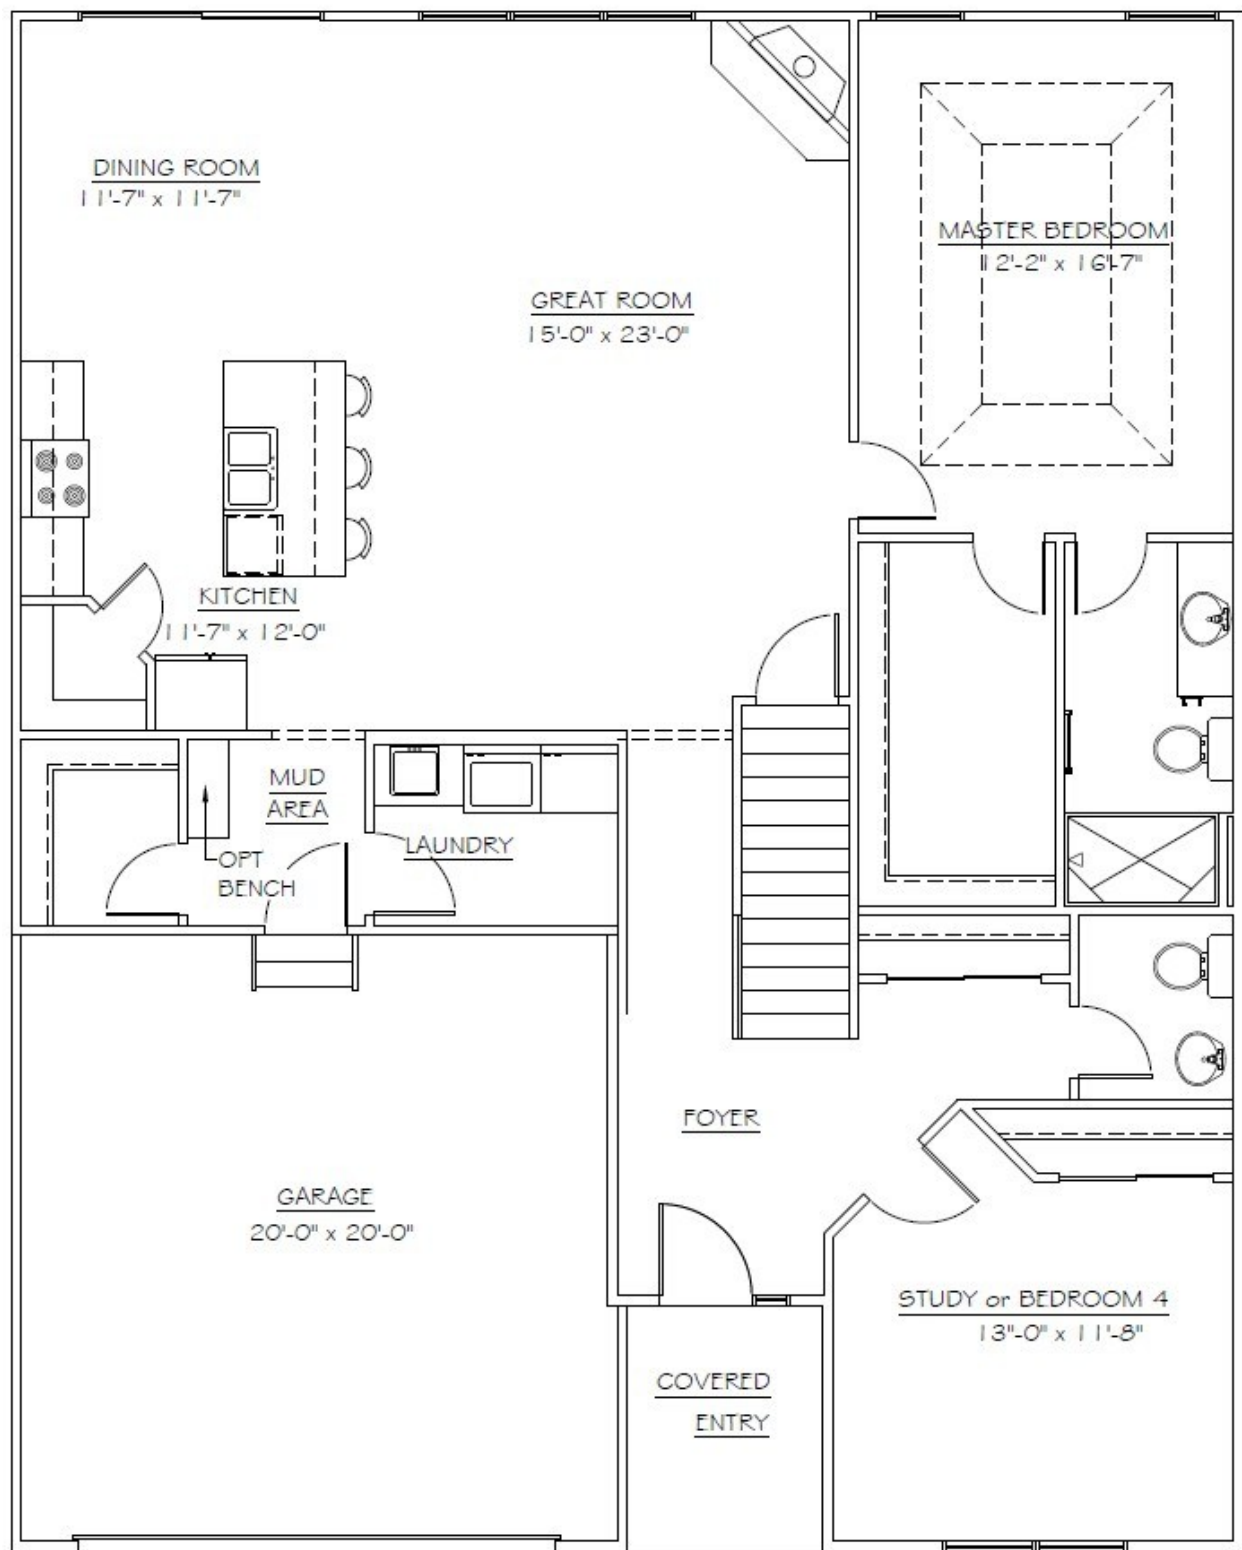 DINING ROOM
11'-7" x 11'-7"
MASTER BEDROOM
12'-2" x 16'-7"
GREAT ROOM
15'-0" x 23'-0"
KITCHEN
11'-7" x 12'-0"
MUD
AREA
LAUNDRY
OPT
BENCH
FOYER
GARAGE
20'-0" x 20'-0"
STUDY or BEDROOM 4
13"-0" x 11'-8"
COVERED
ENTRY